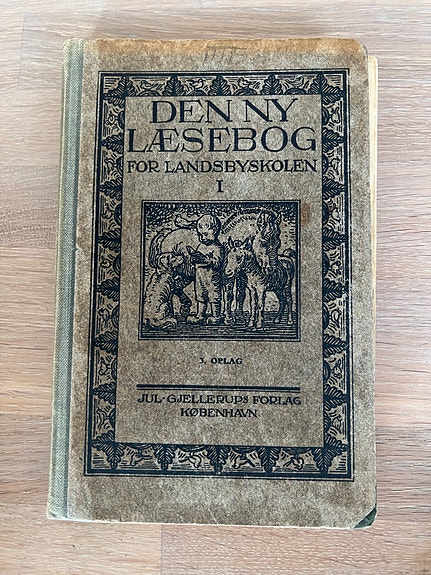 DEN NY
LÆSEBOG
FOR LANDSBYSKOLEN
I
3. OPLAG
JUL· GJELLERUPS FORLAG
KØBENHAVN